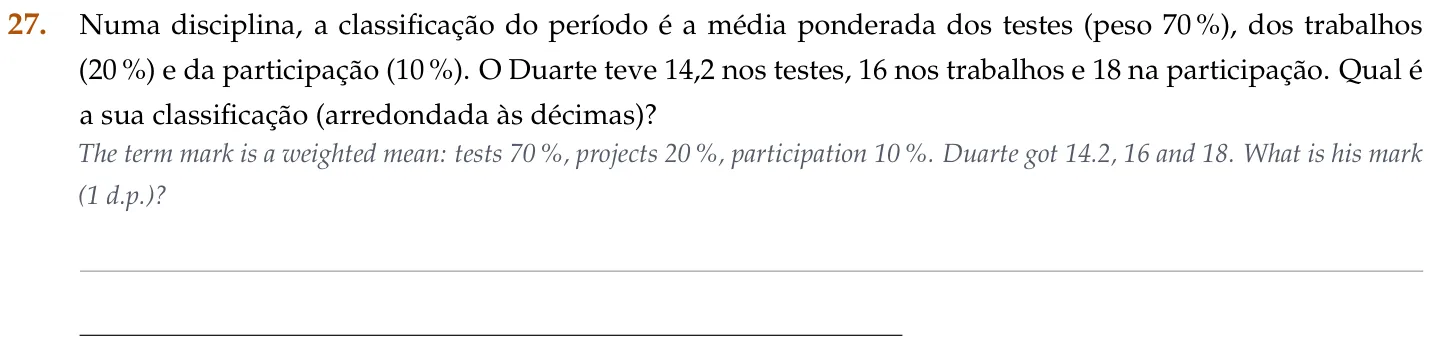 27. Numa disciplina, a classificação do período é a média ponderada dos testes (peso 70 %), dos trabalhos
(20 %) e da participação (10 %). O Duarte teve 14,2 nos testes, 16 nos trabalhos e 18 na participação. Qual é
a sua classificação (arredondada às décimas)?
The term mark is a weighted mean: tests 70 %, projects 20 %, participation 10 %. Duarte got 14.2, 16 and 18. What is his mark
(1 d.p.)?